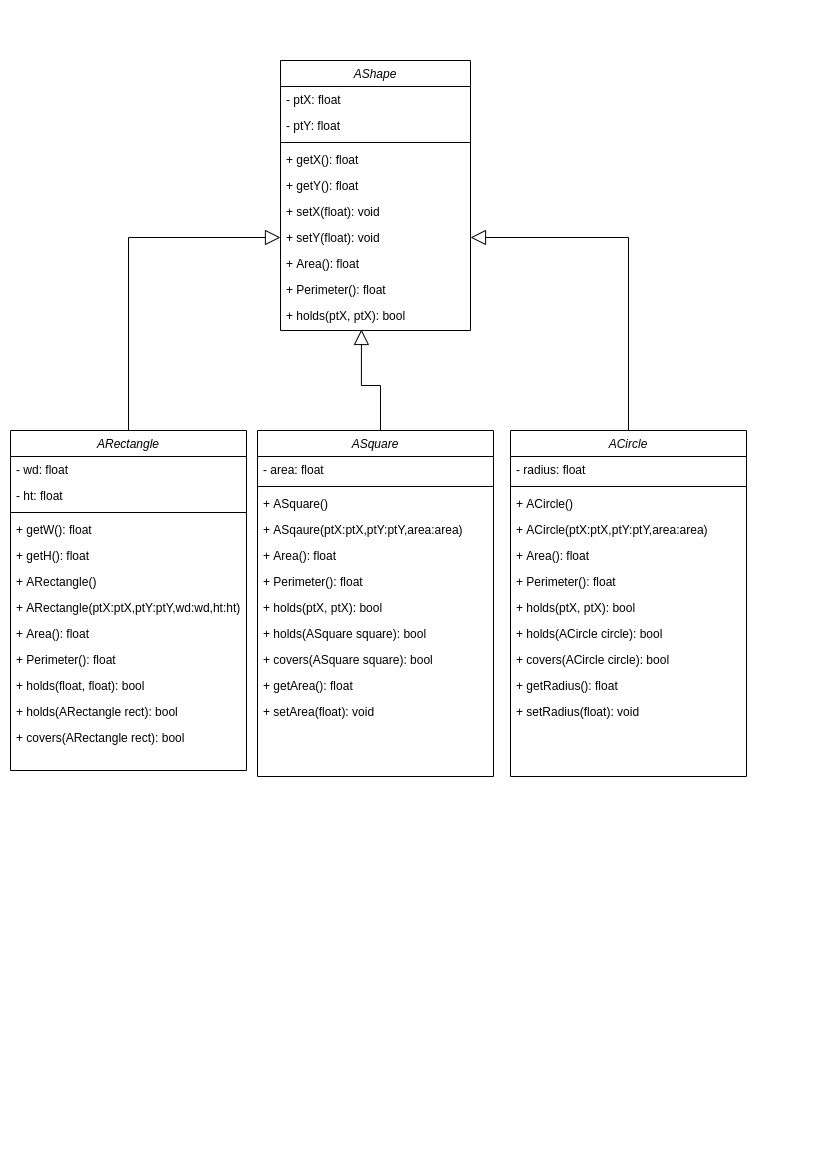 AShape
- ptX: float
- ptY: float
+ getX(): float
+ getY(): float
+ setX(float): void
+ setY(float): void
+ Area(): float
+ Perimeter(): float
+ holds(ptX, ptX): bool
ARectangle
- wd: float
- ht: float
+ getW(): float
+ getH(): float
+ ARectangle()
+ ARectangle(ptX:ptX,ptY:ptY,wd:wd,ht:ht)
+ Area(): float
+ Perimeter(): float
+ holds(float, float): bool
+ holds(ARectangle rect): bool
+ covers(ARectangle rect): bool
ASquare
- area: float
+ ASquare()
+ ASqaure(ptX:ptX,ptY:ptY,area:area)
+ Area(): float
+ Perimeter(): float
+ holds(ptX, ptX): bool
+ holds(ASquare square): bool
+ covers(ASquare square): bool
+ getArea(): float
+ setArea(float): void
ACircle
- radius: float
+ ACircle()
+ ACircle(ptX:ptX,ptY:ptY,area:area)
+ Area(): float
+ Perimeter(): float
+ holds(ptX, ptX): bool
+ holds(ACircle circle): bool
+ covers(ACircle circle): bool
+ getRadius(): float
+ setRadius(float): void